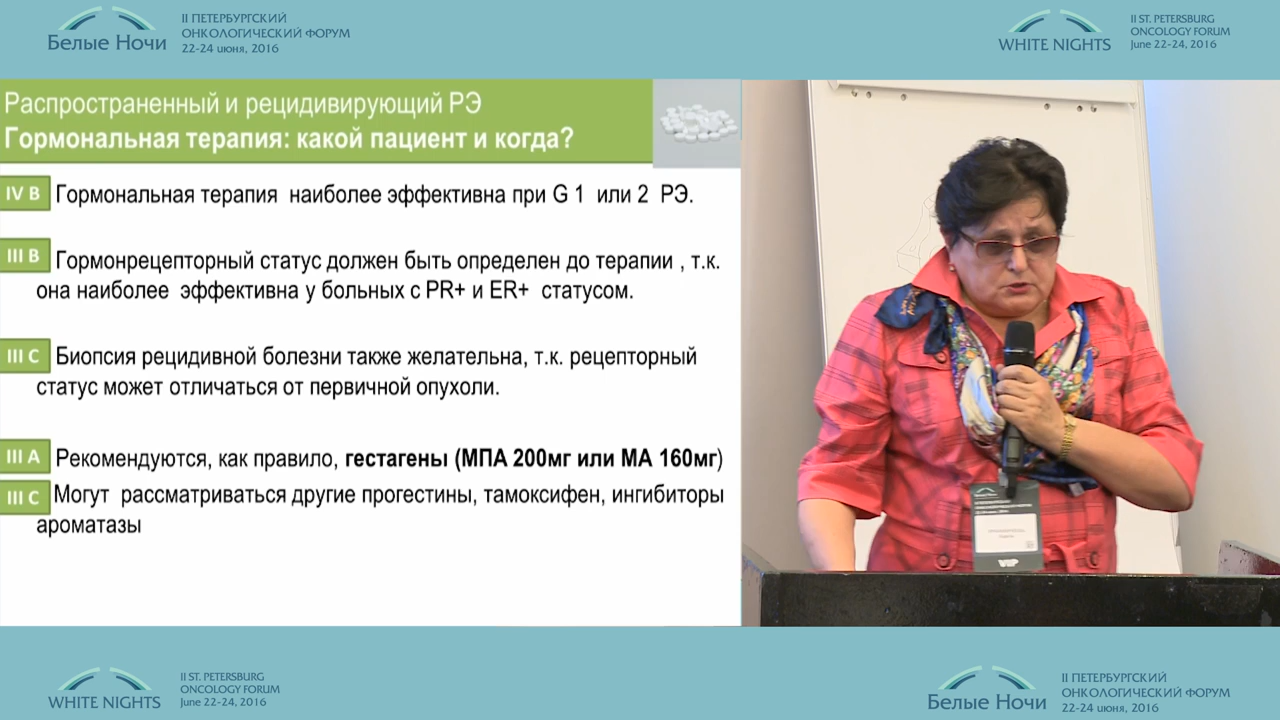 II ПЕТЕРБУРГСКИЙ
ОНКОЛОГИЧЕСКИЙ ФОРУМ
Белые Ночи
22-24 июня, 2016
II ST. PETERSBURG
ONCOLOGY FORUM
WHITE NIGHTS
June 22-24, 2016
Распространенный и рецидивирующий РЭ
Гормональная терапия: какой пациент и когда?
IV B Гормональная терапия наиболее эффективна при G 1 или 2 РЭ.
III B Гормонрецепторный статус должен быть определен до терапии , т.к.
она наиболее эффективна у больных с PR+ и ER+ статусом.
III C Биопсия рецидивной болезни также желательна, т.к. рецепторный
статус может отличаться от первичной опухоли.
III A Рекомендуются, как правило, гестагены (МПА 200мг или МА 160мг)
III C Могут рассматриваться другие прогестины, тамоксифен, ингибиторы
ароматазы
VIP
II ST. PETERSBURG
ONCOLOGY FORUM
WHITE NIGHTS
June 22-24, 2016
II ПЕТЕРБУРГСКИЙ
ОНКОЛОГИЧЕСКИЙ ФОРУМ
Белые Ночи
22-24 июня, 2016